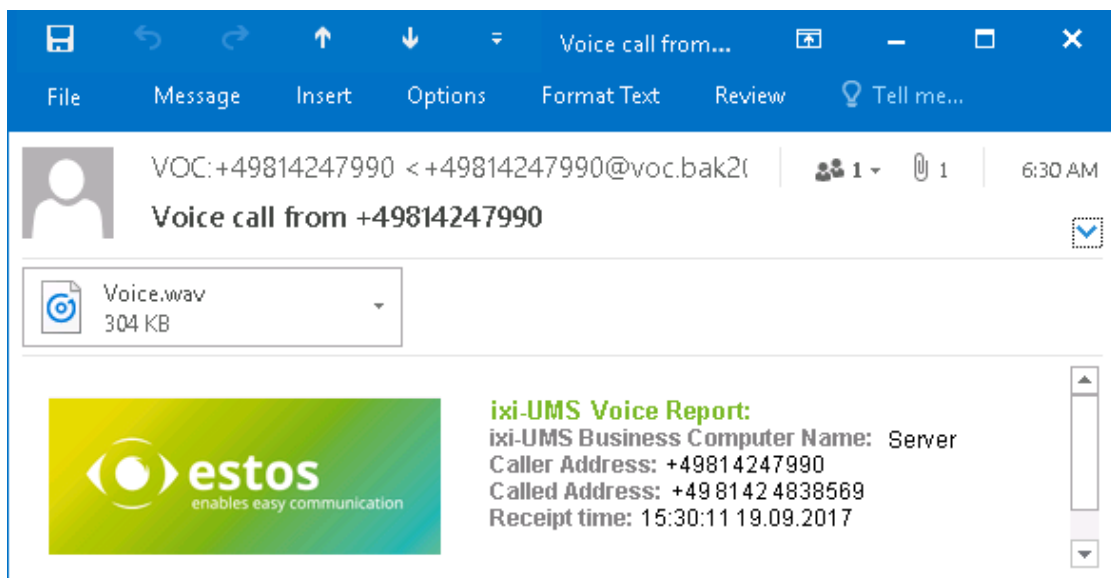 Voice call from...
File Message Insert Options Format Text Review Tell me...
VOC:+49814247990 <+49814247990@voc.bak2( 1 1 6:30 AM
Voice call from +49814247990
Voice.wav
304 KB
estos
enables easy communication
ixi-UMS Voice Report:
ixi-UMS Business Computer Name: Server
Caller Address: +49814247990
Called Address: +49 8142 4838569
Receipt time: 15:30:11 19.09.2017